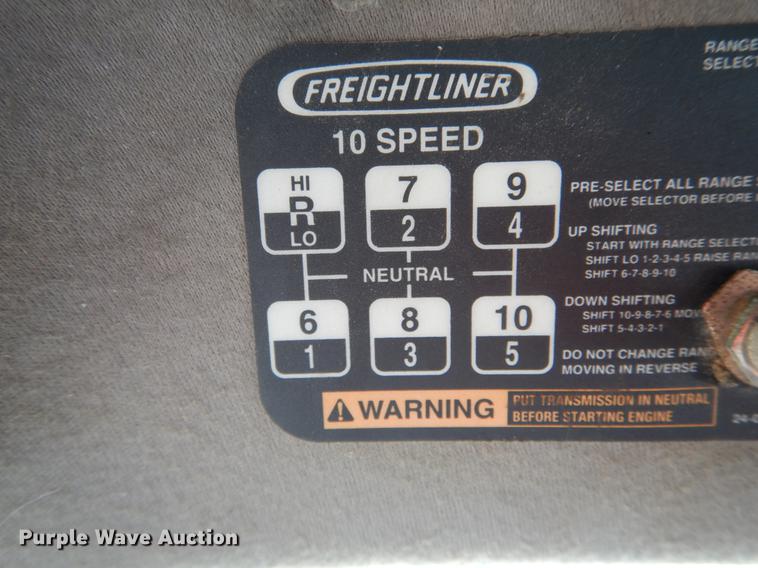 RANGE
SELECT
FREIGHTLINER
10 SPEED
HI 7 9
R
LO 2 4
NEUTRAL
6 8 10
1 3 5
PRE-SELECT ALL RANGE
(MOVE SELECTOR BEFORE
UP SHIFTING
START WITH RANGE SELECT
SHIFT LO 1-2-3-4-5 RAISE RAN
SHIFT 6-7-8-9-10
DOWN SHIFTING
SHIFT 10-9-8-7-6 MOV
SHIFT 5-4-3-2-1
DO NOT CHANGE RAN
MOVING IN REVERSE
WARNING
PUT TRANSMISSION IN NEUTRAL
BEFORE STARTING ENGINE
24-0
Purple Wave Auction